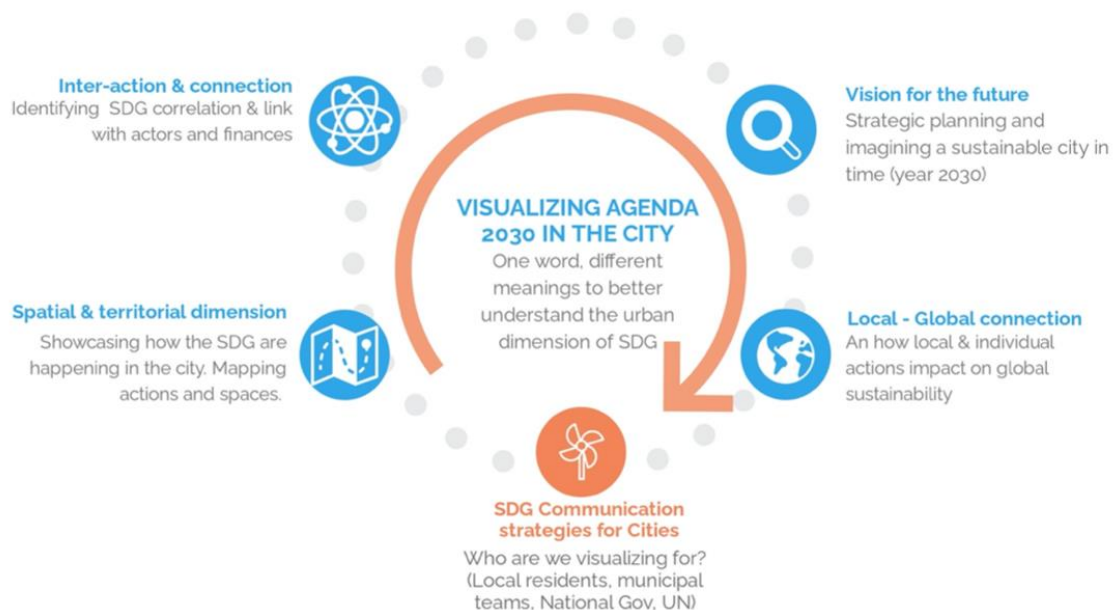 Inter-action & connection
Identifying SDG correlation & link
with actors and finances
Vision for the future
Strategic planning and
imagining a sustainable city in
time (year 2030)
VISUALIZING AGENDA
2030 IN THE CITY
One word, different
meanings to better
understand the urban
dimension of SDG
Spatial & territorial dimension
Showcasing how the SDG are
happening in the city. Mapping
actions and spaces.
Local - Global connection
An how local & individual
actions impact on global
sustainability
SDG Communication
strategies for Cities
Who are we visualizing for?
(Local residents, municipal
teams, National Gov, UN)